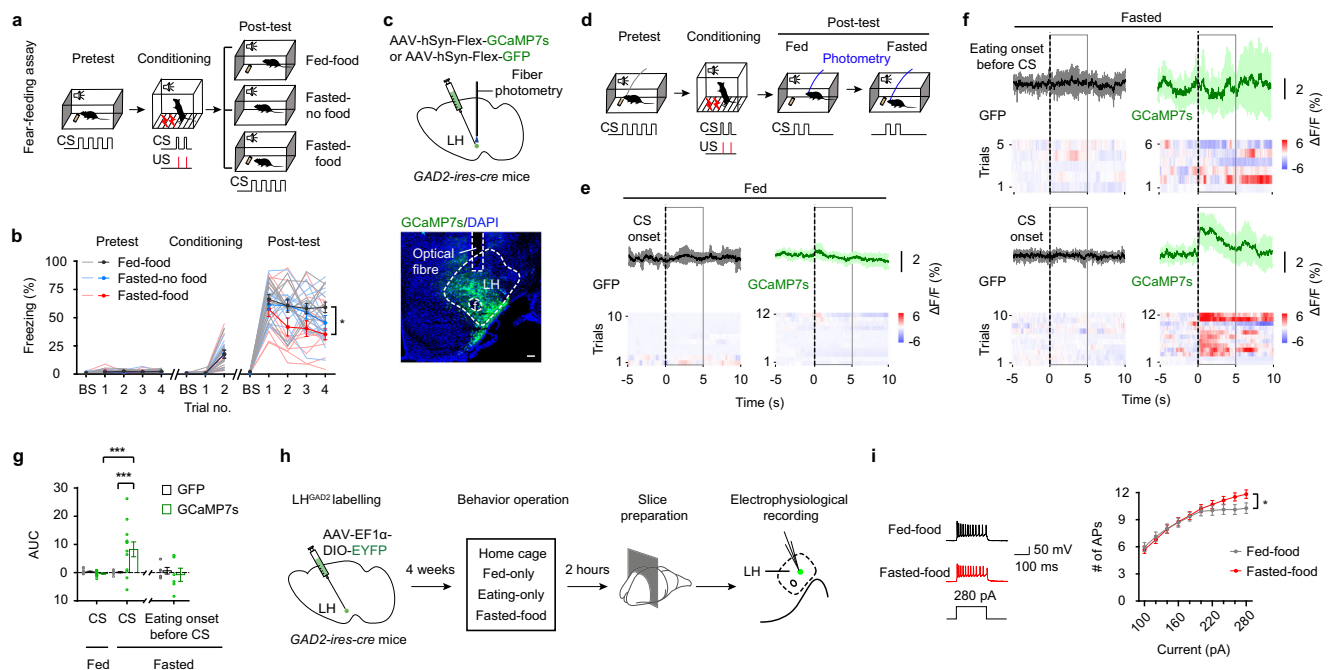 a
Fear-feeding assay
Pretest
Conditioning
Post-test
Fed-food
Fasted-
no food
Fasted-
food
CS
CS
US
CS
b
Pretest
Conditioning
Post-test
Fed-food
Fasted-no food
Fasted-food
Freezing (%)
100
75
50
25
0
*
BS 1 2 3 4
BS 1 2
BS 1 2 3 4
Trial no.
c
AAV-hSyn-Flex-GCaMP7s
or AAV-hSyn-Flex-GFP
Fiber
photometry
LH
GAD2-ires-cre mice
GCaMP7s/DAPI
Optical
fibre
LH
f
d
Pretest
Conditioning
Post-test
Fed
Fasted
Photometry
CS
CS
US
CS
e
Fed
CS
onset
GFP
GCaMP7s
2
ΔF/F (%)
Trials
10
1
12
1
6
-6
-5 0 5 10
-5 0 5 10
Time (s)
f
Fasted
Eating onset
before CS
GFP
GCaMP7s
2
ΔF/F (%)
Trials
5
1
6
1
6
-6
CS
onset
GFP
GCaMP7s
2
ΔF/F (%)
Trials
10
1
12
1
6
-6
-5 0 5 10
-5 0 5 10
Time (s)
g
***
***
GFP
GCaMP7s
AUC
30
20
10
0
10
CS
CS
Eating onset
before CS
Fed
Fasted
h
LHGAD2 labelling
AAV-EF1α-
DIO-EYFP
LH
GAD2-ires-cre mice
4 weeks
Behavior operation
Home cage
Fed-only
Eating-only
Fasted-food
2 hours
Slice
preparation
Electrophysiological
recording
LH
i
Fed-food
Fasted-food
280 pA
50 mV
100 ms
# of APs
12
9
6
3
0
*
Fed-food
Fasted-food
100
160
220
280
Current (pA)